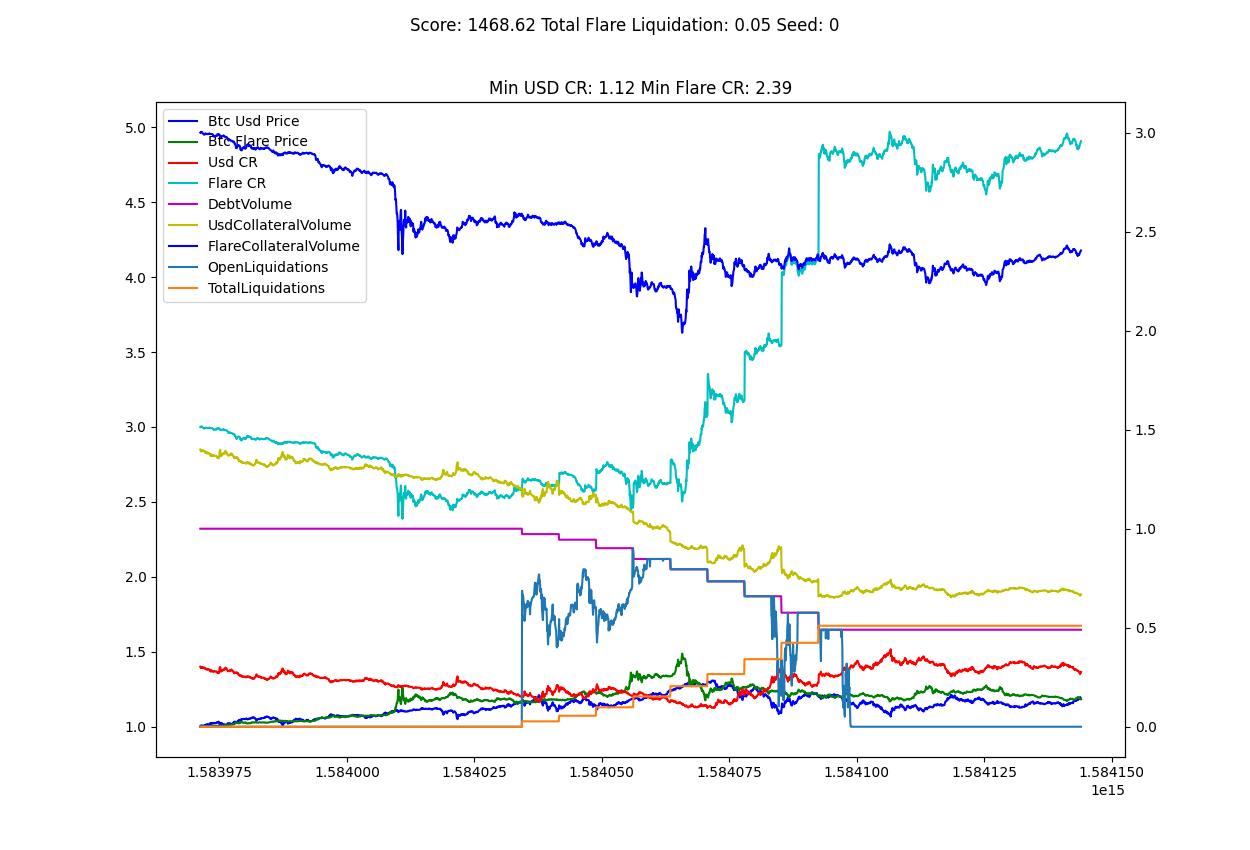 Score: 1468.62 Total Flare Liquidation: 0.05 Seed: 0
Min USD CR: 1.12 Min Flare CR: 2.39
Btc Usd Price
Btc Flare Price
Usd CR
Flare CR
DebtVolume
UsdCollateralVolume
FlareCollateralVolume
OpenLiquidations
TotalLiquidations
5.0
4.5
4.0
3.5
3.0
2.5
2.0
1.5
1.0
3.0
2.5
2.0
1.5
1.0
0.5
0.0
1.583975 1.584000 1.584025 1.584050 1.584075 1.584100 1.584125 1.584150
1e15